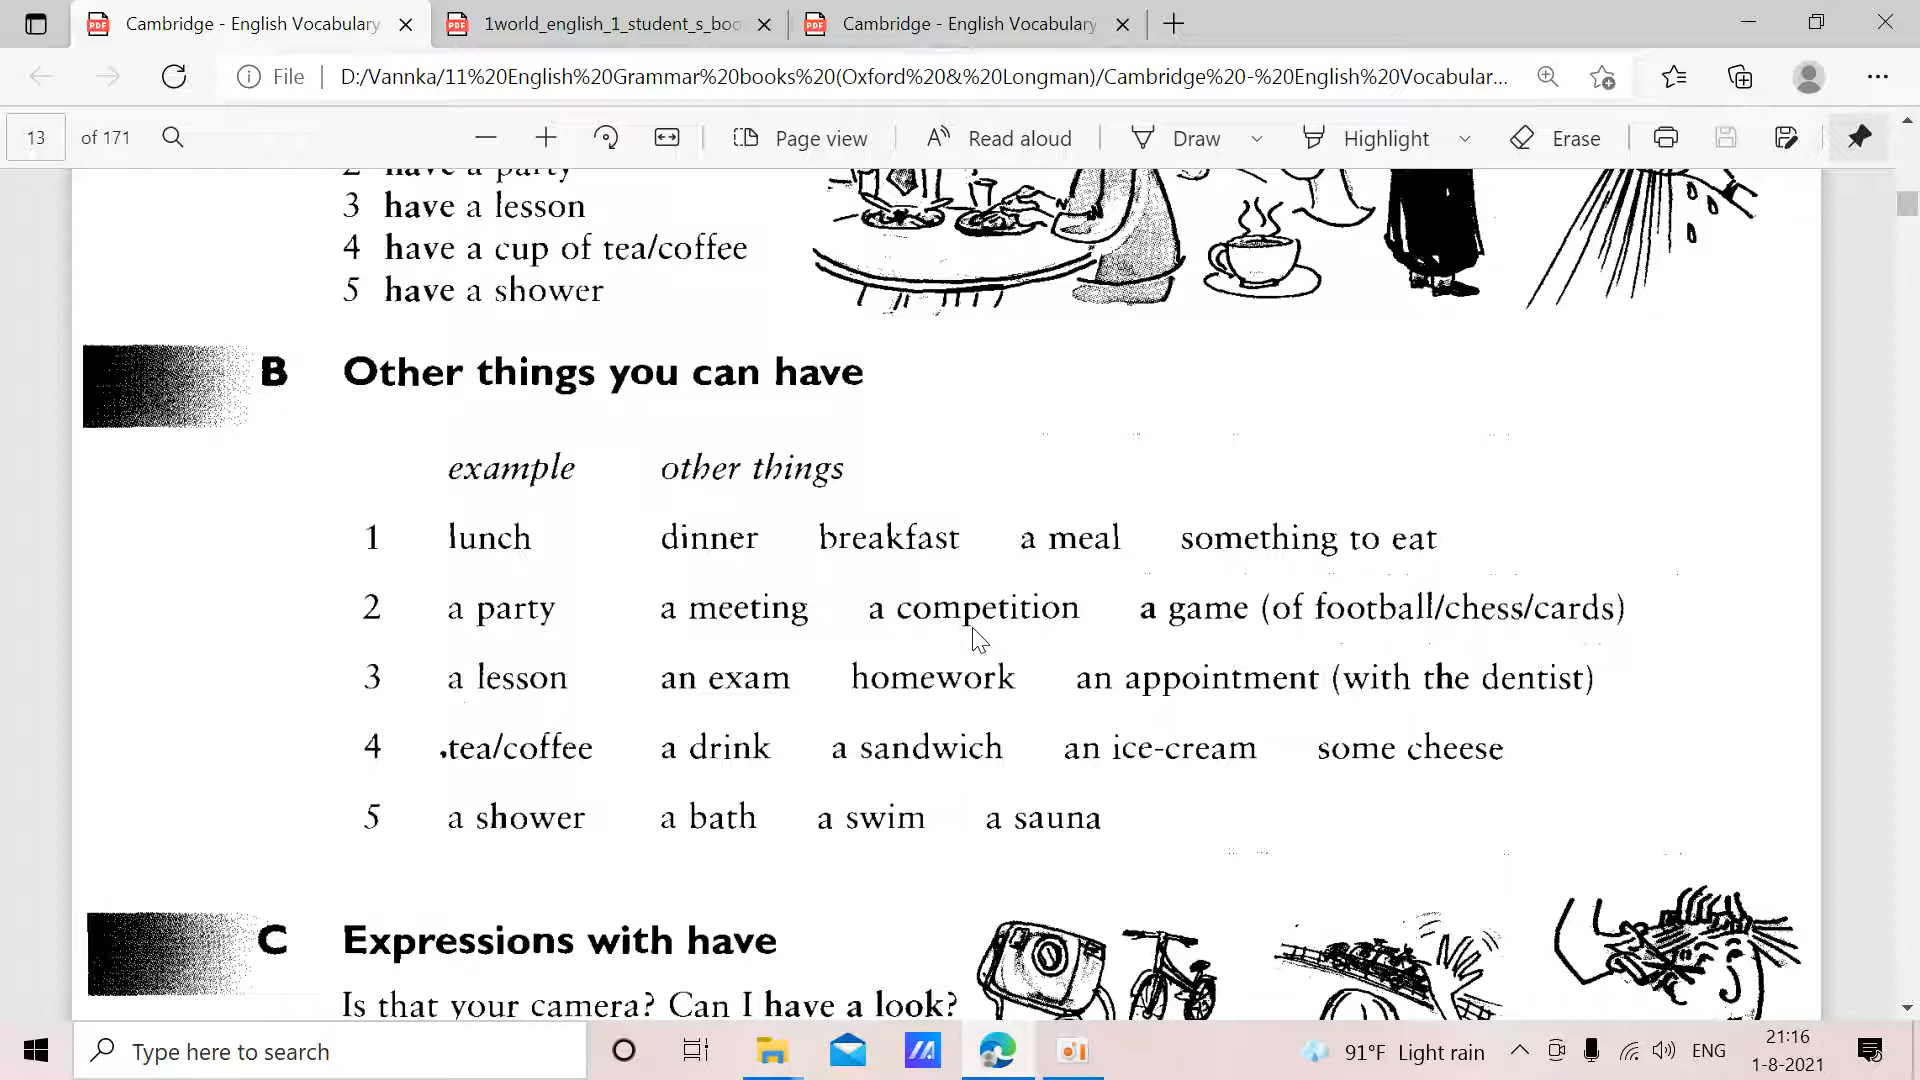 Cambridge - English Vocabulary
1world_english_1_student_s_boo
Cambridge - English Vocabulary
File
D:/Vannka/11%20English%20Grammar%20books%20(Oxford%20&%20Longman)/Cambridge%20-%20English%20Vocabular...
13 of 171
Page view
Read aloud
Draw
Highlight
Erase
2 have a party
3 have a lesson
4 have a cup of tea/coffee
5 have a shower
B Other things you can have
example other things
1 lunch dinner breakfast a meal something to eat
2 a party a meeting a competition a game (of football/chess/cards)
3 a lesson an exam homework an appointment (with the dentist)
4 .tea/coffee a drink a sandwich an ice-cream some cheese
5 a shower a bath a swim a sauna
C Expressions with have
Is that your camera? Can I have a look?
Type here to search
91°F Light rain
ENG
21:16
1-8-2021